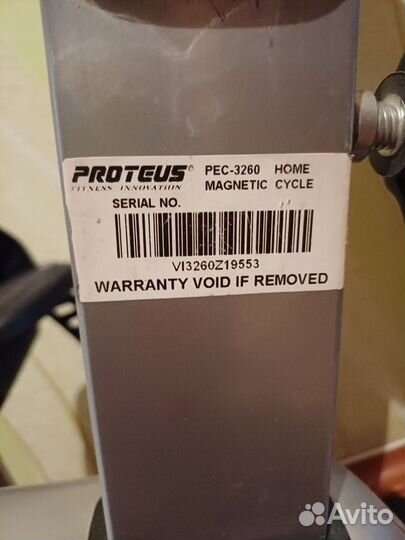 PROTEUS® PEC-3260 HOME
FITNESS INNOVATION MAGNETIC CYCLE
SERIAL NO.
VI3260Z19553
WARRANTY VOID IF REMOVED
Avito